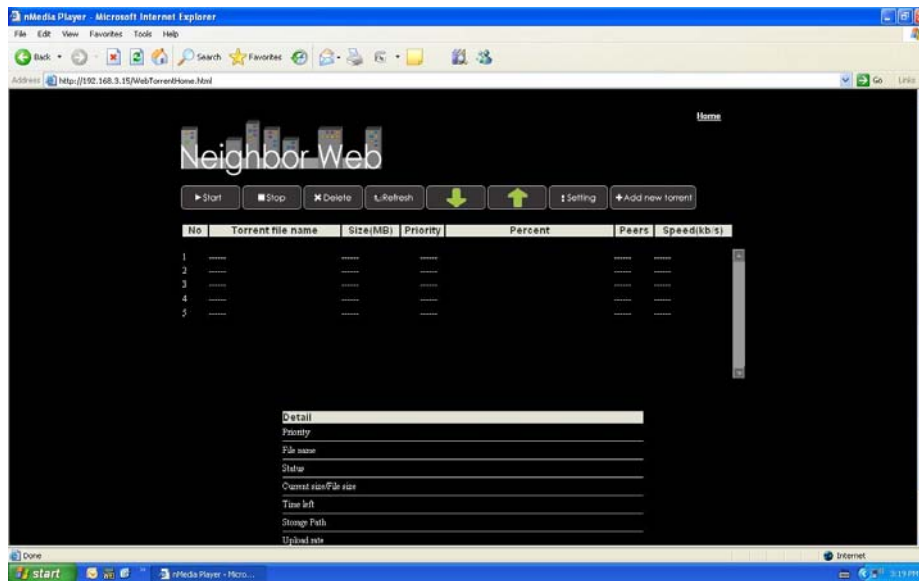 nMedia Player - Microsoft Internet Explorer
File Edit View Favorites Tools Help
Back Search Favorites
Address http://192.168.3.15/WebTorrentHome.html Go Links
Home
Neighbor Web
Start Stop Delete Refresh Setting Add new torrent
No Torrent file name Size(MB) Priority Percent Peers Speed(kb/s)
1 ------ ------ ------ ------ ------
2 ------ ------ ------ ------ ------
3 ------ ------ ------ ------ ------
4 ------ ------ ------ ------ ------
5 ------ ------ ------ ------ ------
Detail
Priority
File name
Status
Current size/File size
Time left
Storage Path
Upload rate
Done Internet
start nMedia Player - Micro... 3:19 PM